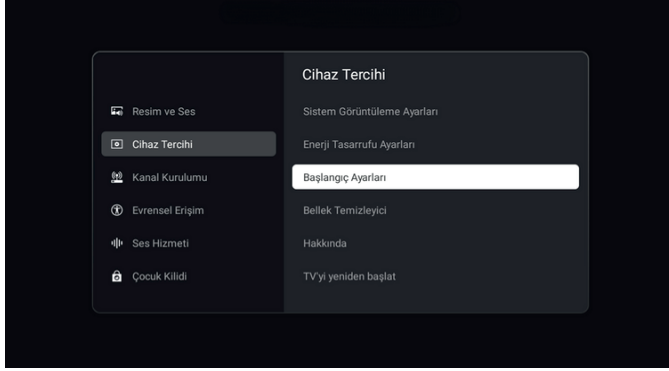 Cihaz Tercihi
Resim ve Ses
Cihaz Tercihi
Kanal Kurulumu
Evrensel Erişim
Ses Hizmeti
Çocuk Kilidi
Sistem Görüntüleme Ayarları
Enerji Tasarrufu Ayarları
Başlangıç Ayarları
Bellek Temizleyici
Hakkında
TV'yi yeniden başlat